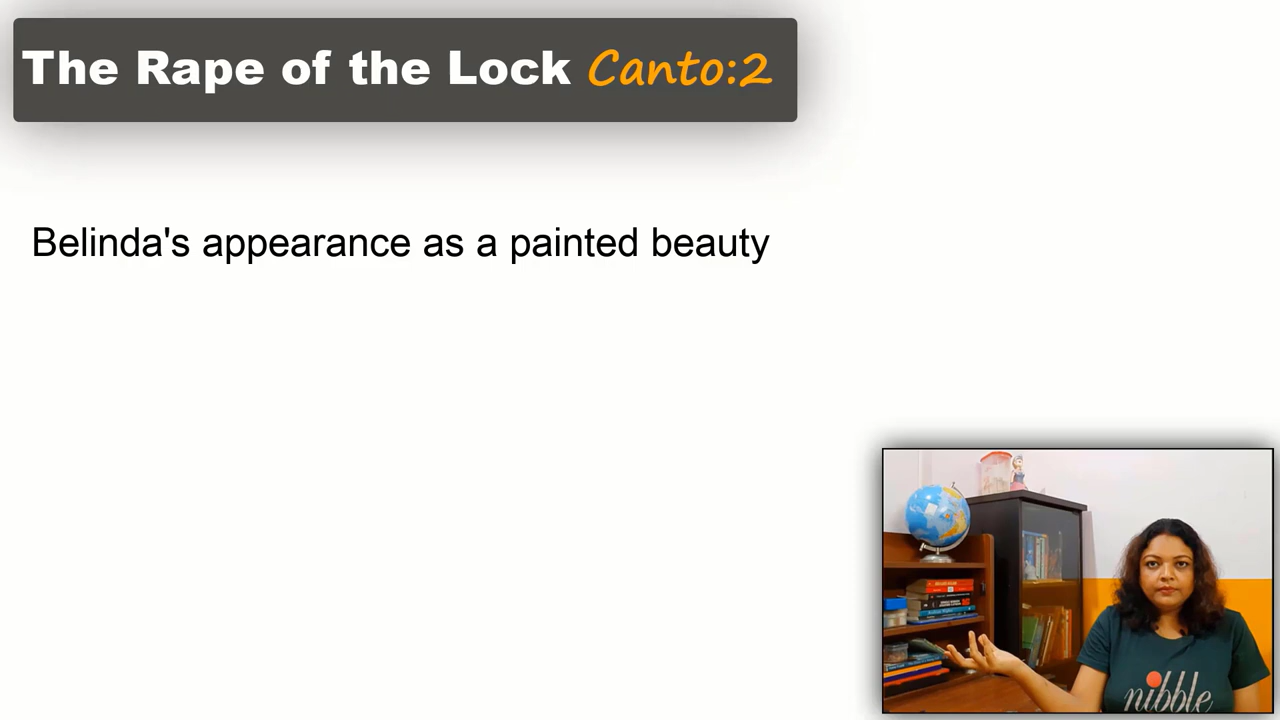 The Rape of the Lock Canto:2
Belinda's appearance as a painted beauty
nibble